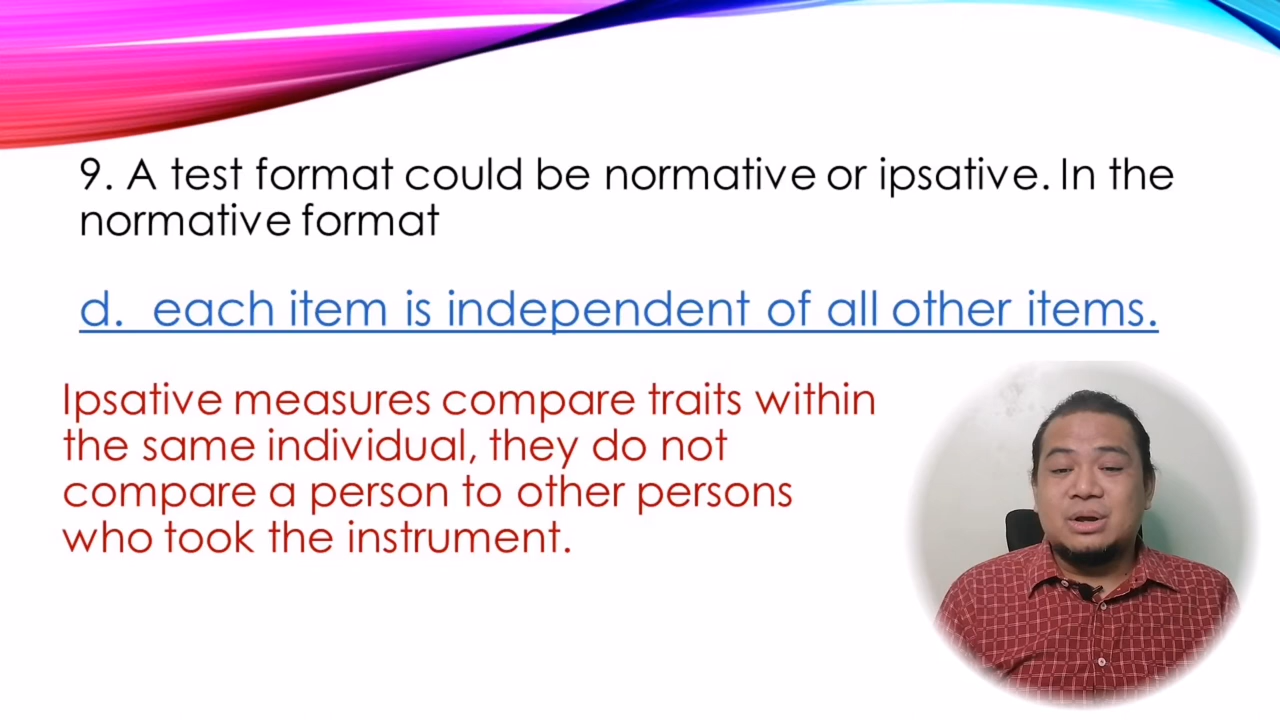 9. A test format could be normative or ipsative. In the
normative format
d. each item is independent of all other items.
Ipsative measures compare traits within
the same individual, they do not
compare a person to other persons
who took the instrument.